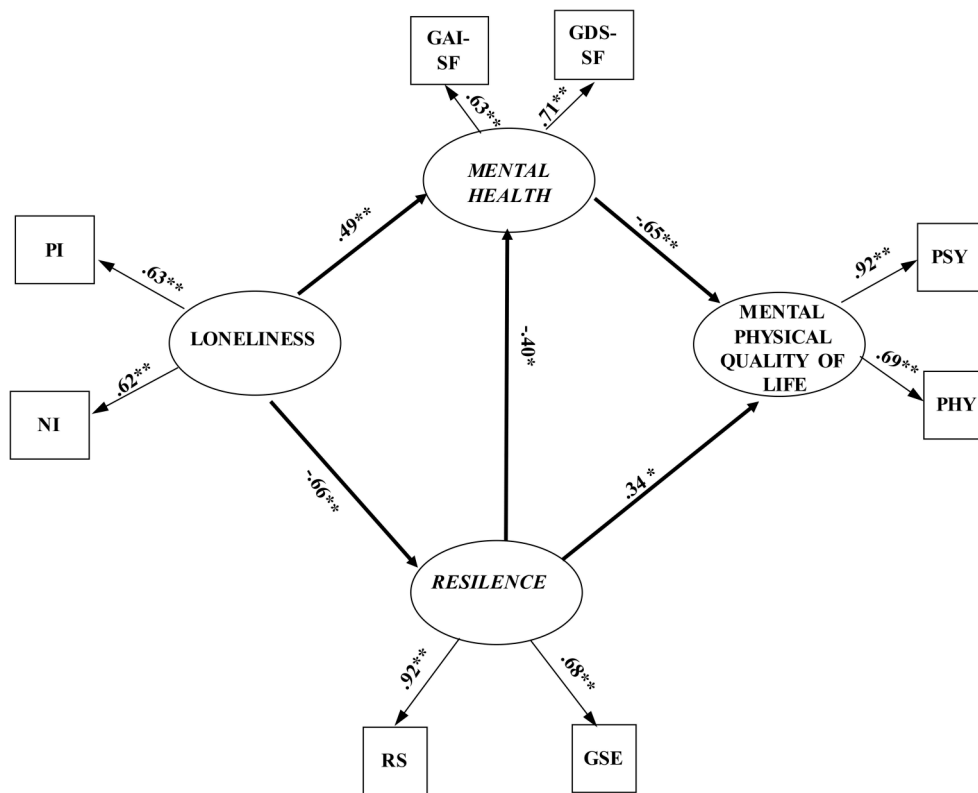 GAI-
SF
GDS-
SF
.63**
.71**
MENTAL
HEALTH
.49**
-.65**
PI
.63**
LONELINESS
.62**
NI
-.40*
.92**
PSY
MENTAL
PHYSICAL
QUALITY OF
LIFE
.69**
PHY
-.66**
.34 *
RESILENCE
.92**
.68**
RS
GSE